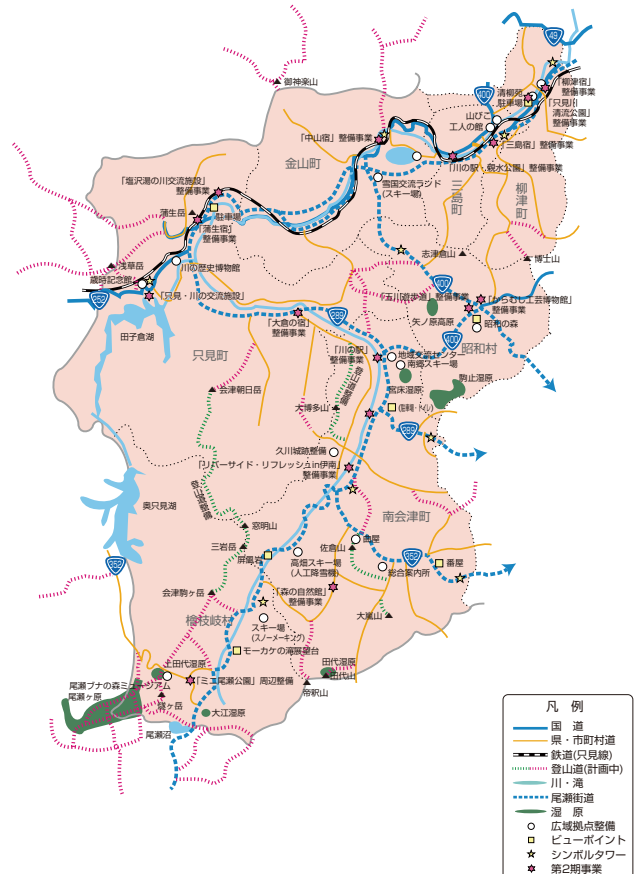 49
「柳津宿」
整備事業
清柳苑
駐車場
「只見川
清流公園」
整備事業
400
山びこ
工人の館
御神楽山
「中山宿」整備事業
「三島宿」整備事業
「川の駅・親水公園」整備事業
金山町
三島町
柳津町
雪国交流ランド
(スキー場)
「塩沢湯の川交流施設」
整備事業
蒲生岳
駐車場
「蒲生宿」
整備事業
志津倉山
博士山
浅草岳
歳時記念館
川の歴史博物館
「只見・川の交流施設」
252
400
「からむし工芸博物館」
整備事業
昭和の森
矢ノ原高原
田子倉湖
「大倉の宿」
整備事業
289
400
昭和村
只見町
「川の駅」
整備事業
地域交流センター
南郷スキー場
駒止湿原
会津朝日岳
大博多山
289
久川城跡整備
「リバーサイド・リフレッシュin伊南」
整備事業
奥只見湖
南会津町
窓明山
三岩岳
屏風岩
高畑スキー場
(人工降雪機)
佐倉山
352
番屋
総合案内所
352
会津駒ヶ岳
「森の自然館」
整備事業
大嵐山
檜枝岐村
スキー場
(スノーメーキング)
モーカケの滝展望台
上田代湿原
田代湿原
田代山
帝釈山
尾瀬ブナの森ミュージアム
尾瀬ヶ原
「ミニ尾瀬公園」周辺整備
燧ヶ岳
大江湿原
尾瀬沼
凡 例
国 道
県・市町村道
鉄道(只見線)
登山道(計画中)
川・滝
尾瀬街道
湿 原
広域拠点整備
ビューポイント
シンボルタワー
第2期事業